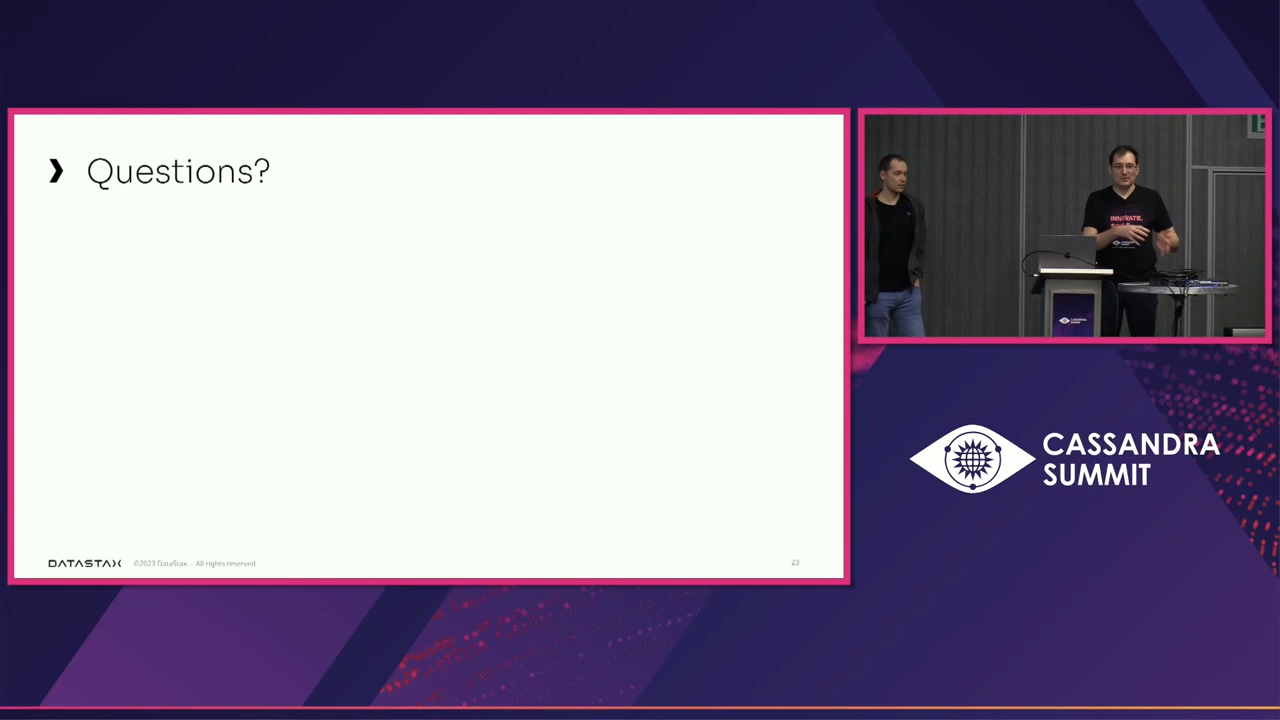 ❯ Questions?
DATASTAX ©2023 DataStax. - All rights reserved
23
INNOVATE.
CASSANDRA
SUMMIT